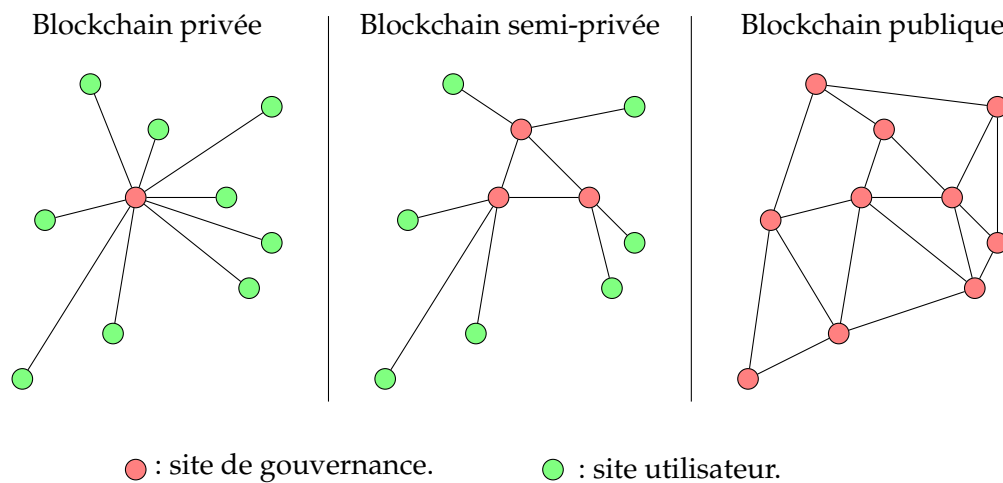 Blockchain privée
Blockchain semi-privée
Blockchain publique
: site de gouvernance.
: site utilisateur.